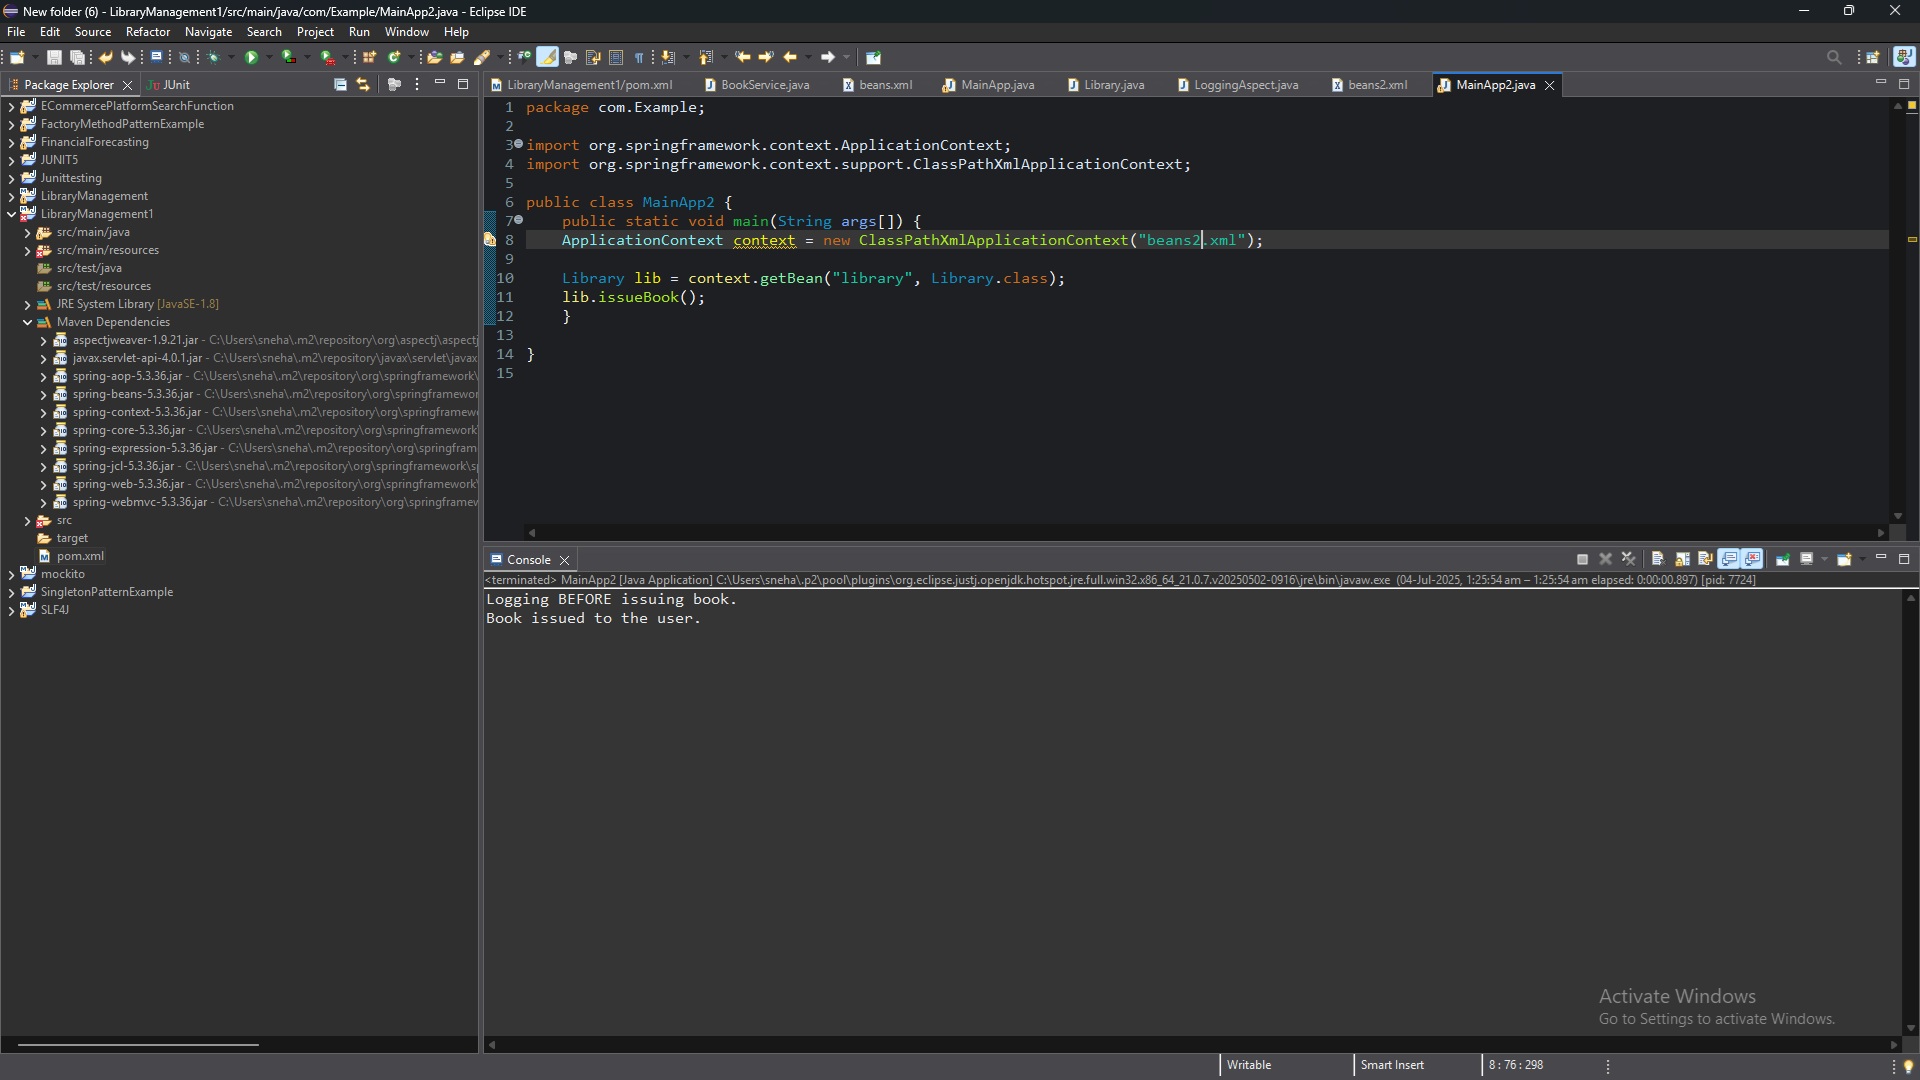 New folder (6) - LibraryManagement1/src/main/java/com/Example/MainApp2.java - Eclipse IDE
File Edit Source Refactor Navigate Search Project Run Window Help
Package Explorer
JUnit
ECommercePlatformSearchFunction
FactoryMethodPatternExample
FinancialForecasting
JUNIT5
Junittesting
LibraryManagement
LibraryManagement1
src/main/java
src/main/resources
src/test/java
src/test/resources
JRE System Library [JavaSE-1.8]
Maven Dependencies
aspectjweaver-1.9.21.jar - C:\Users\sneha\.m2\repository\org\aspectj\aspectj
javax.servlet-api-4.0.1.jar - C:\Users\sneha\.m2\repository\javax\servlet\javax
spring-aop-5.3.36.jar - C:\Users\sneha\.m2\repository\org\springframework\
spring-beans-5.3.36.jar - C:\Users\sneha\.m2\repository\org\springframewor
spring-context-5.3.36.jar - C:\Users\sneha\.m2\repository\org\springframew
spring-core-5.3.36.jar - C:\Users\sneha\.m2\repository\org\springframework\
spring-expression-5.3.36.jar - C:\Users\sneha\.m2\repository\org\springfram
spring-jcl-5.3.36.jar - C:\Users\sneha\.m2\repository\org\springframework\sp
spring-web-5.3.36.jar - C:\Users\sneha\.m2\repository\org\springframework\
spring-webmvc-5.3.36.jar - C:\Users\sneha\.m2\repository\org\springframew
src
target
pom.xml
mockito
SingletonPatternExample
SLF4J
LibraryManagement1/pom.xml BookService.java beans.xml MainApp.java Library.java LoggingAspect.java beans2.xml MainApp2.java
1 package com.Example;
2
3 import org.springframework.context.ApplicationContext;
4 import org.springframework.context.support.ClassPathXmlApplicationContext;
5
6 public class MainApp2 {
7 public static void main(String args[]) {
8 ApplicationContext context = new ClassPathXmlApplicationContext("beans2.xml");
9
10 Library lib = context.getBean("library", Library.class);
11 lib.issueBook();
12 }
13
14 }
15
Console
<terminated> MainApp2 [Java Application] C:\Users\sneha\.p2\pool\plugins\org.eclipse.justj.openjdk.hotspot.jre.full.win32.x86_64_21.0.7.v20250502-0916\jre\bin\javaw.exe (04-Jul-2025, 1:25:54 am – 1:25:54 am elapsed: 0:00:00.897) [pid: 7724]
Logging BEFORE issuing book.
Book issued to the user.
Activate Windows
Go to Settings to activate Windows.
Writable Smart Insert 8 : 76 : 298